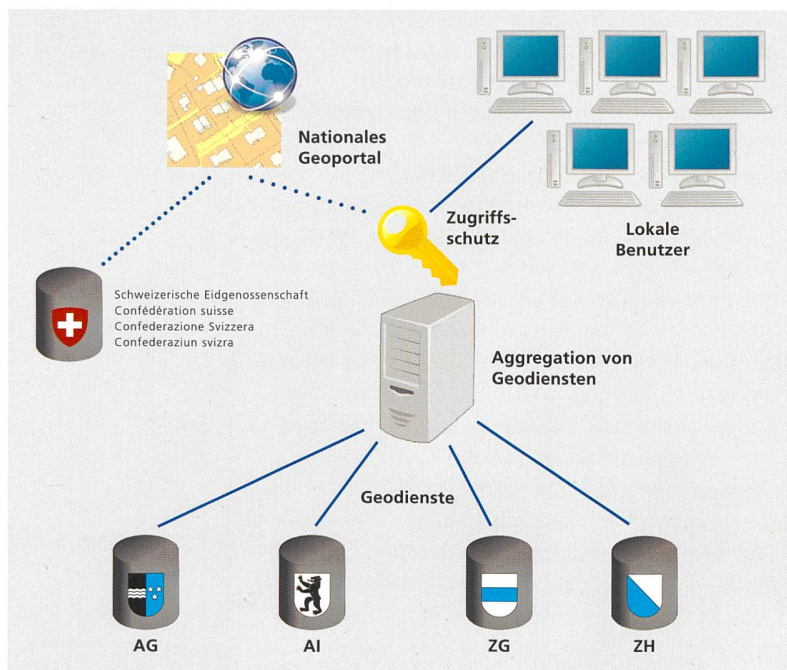 Nationales
Geoportal
Zugriffs-
schutz
Lokale
Benutzer
Schweizerische Eidgenossenschaft
Confédération suisse
Confederazione Svizzera
Confederaziun svizra
Aggregation von
Geodiensten
Geodienste
AG
AI
ZG
ZH